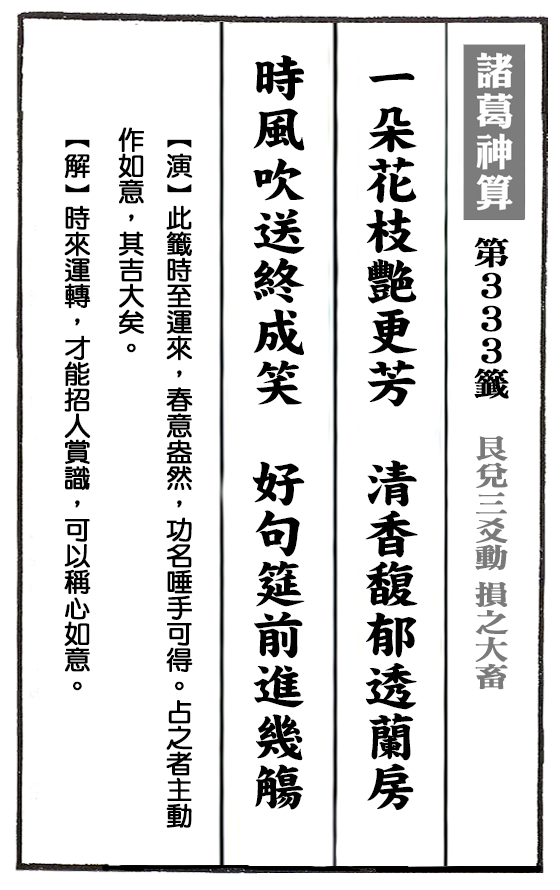 諸葛神算 第３３３籤 艮兌三爻動 損之大畜
一朵花枝艷更芳 清香馥郁透蘭房
時風吹送終成笑 好句筵前進幾觴
【演】此籤時至運來，春意盎然，功名唾手可得。占之者主動
作如意，其吉大矣。
【解】時來運轉，才能招人賞識，可以稱心如意。